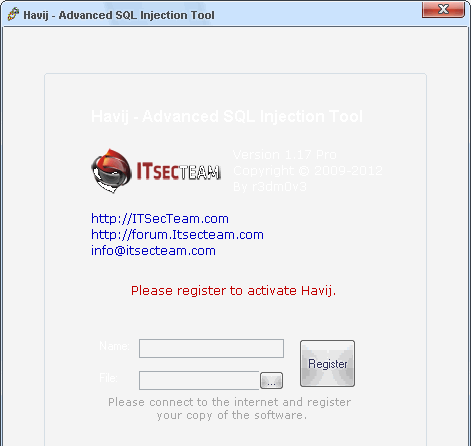 Havij - Advanced SQL Injection Tool
Havij - Advanced SQL Injection Tool
ITSECTEAM
Version 1.17 Pro
Copyright © 2009-2012
By r3dm0v3
http://ITSecTeam.com
http://forum.Itsecteam.com
info@itsecteam.com
Please register to activate Havij.
Name:
Register
File:
...
Please connect to the internet and register
your copy of the software.